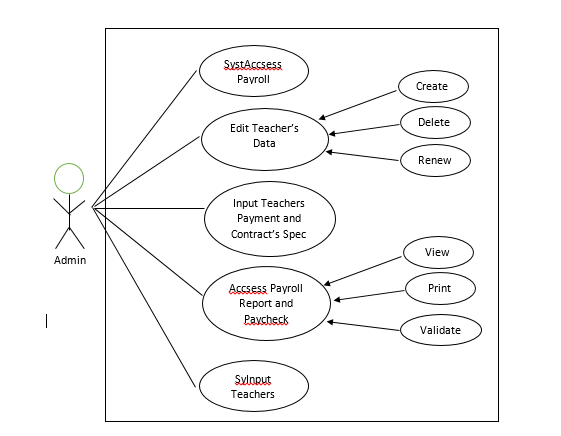 SystAccsess
Payroll
Create
Edit Teacher's
Data
Delete
Renew
Input Teachers
Payment and
Contract's Spec
Admin
View
Accsess Payroll
Report and
Paycheck
Print
Validate
SyInput
Teachers